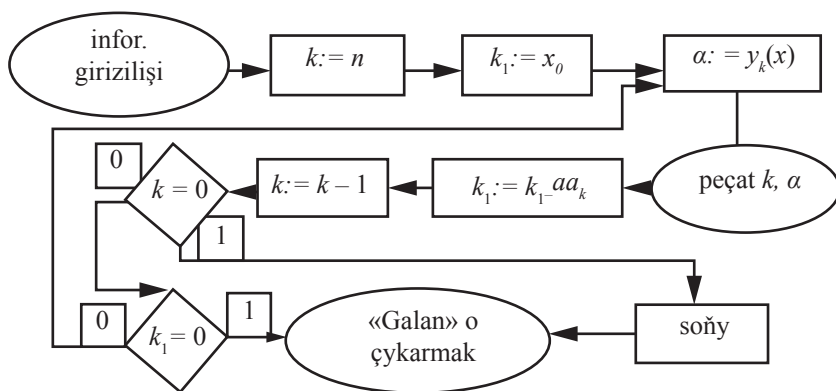 infor.
girizilişi
k:= n
k₁:= x₀
α: = yₖ(x)
0
k = 0
k:= k – 1
k₁:= k₁₋aaₖ
peçat k, α
1
0
k₁= 0
1
«Galan» o
çykarmak
soňy